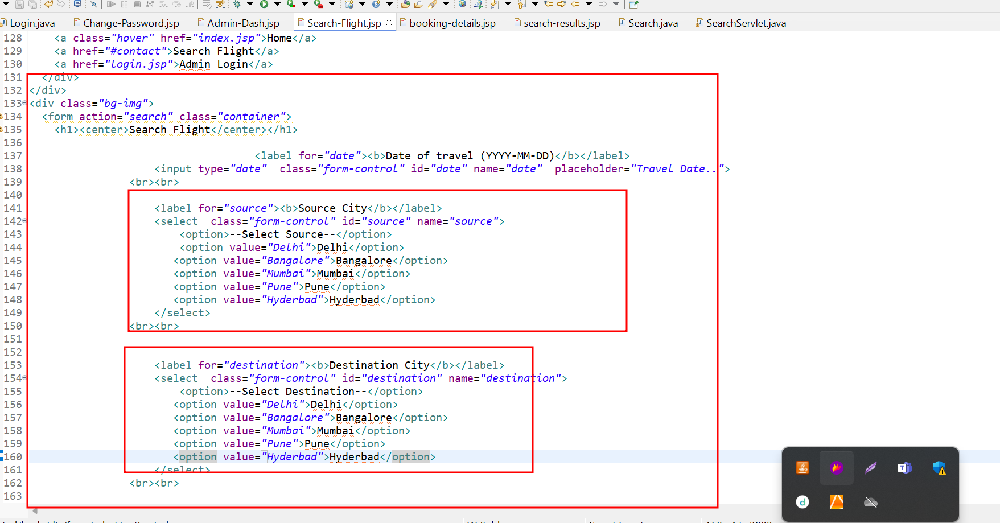 Login.java Change-Password.jsp Admin-Dash.jsp Search-Flight.jsp booking-details.jsp search-results.jsp Search.java SearchServlet.java
128 <a class="hover" href="index.jsp">Home</a>
129 <a href="#contact">Search Flight</a>
130 <a href="login.jsp">Admin Login</a>
131 </div>
132 </div>
133 <div class="bg-img">
134 <form action="search" class="container">
135 <h1><center>Search Flight</center></h1>
136
137 <label for="date"><b>Date of travel (YYYY-MM-DD)</b></label>
138 <input type="date"  class="form-control" id="date" name="date"  placeholder="Travel Date..">
139 <br><br>
140
141 <label for="source"><b>Source City</b></label>
142 <select  class="form-control" id="source" name="source">
143 <option>--Select Source--</option>
144 <option value="Delhi">Delhi</option>
145 <option value="Bangalore">Bangalore</option>
146 <option value="Mumbai">Mumbai</option>
147 <option value="Pune">Pune</option>
148 <option value="Hyderbad">Hyderbad</option>
149 </select>
150 <br><br>
151
152
153 <label for="destination"><b>Destination City</b></label>
154 <select  class="form-control" id="destination" name="destination">
155 <option>--Select Destination--</option>
156 <option value="Delhi">Delhi</option>
157 <option value="Bangalore">Bangalore</option>
158 <option value="Mumbai">Mumbai</option>
159 <option value="Pune">Pune</option>
160 <option value="Hyderbad">Hyderbad</option>
161 </select>
162 <br><br>
163